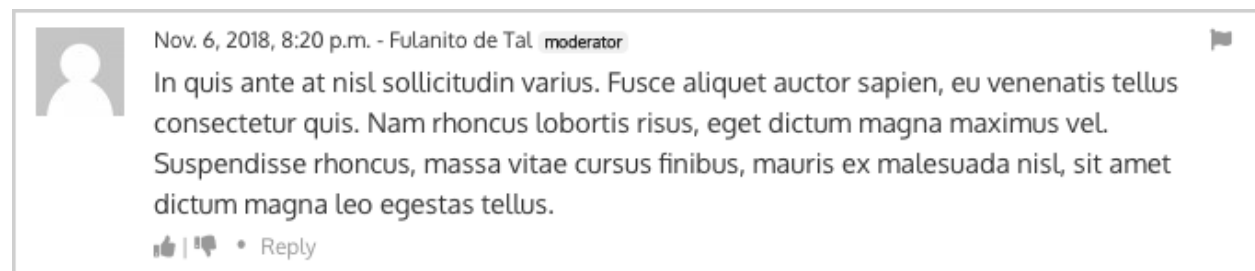 Nov. 6, 2018, 8:20 p.m. - Fulanito de Tal moderator
In quis ante at nisl sollicitudin varius. Fusce aliquet auctor sapien, eu venenatis tellus
consectetur quis. Nam rhoncus lobortis risus, eget dictum magna maximus vel.
Suspendisse rhoncus, massa vitae cursus finibus, mauris ex malesuada nisl, sit amet
dictum magna leo egestas tellus.
| • Reply